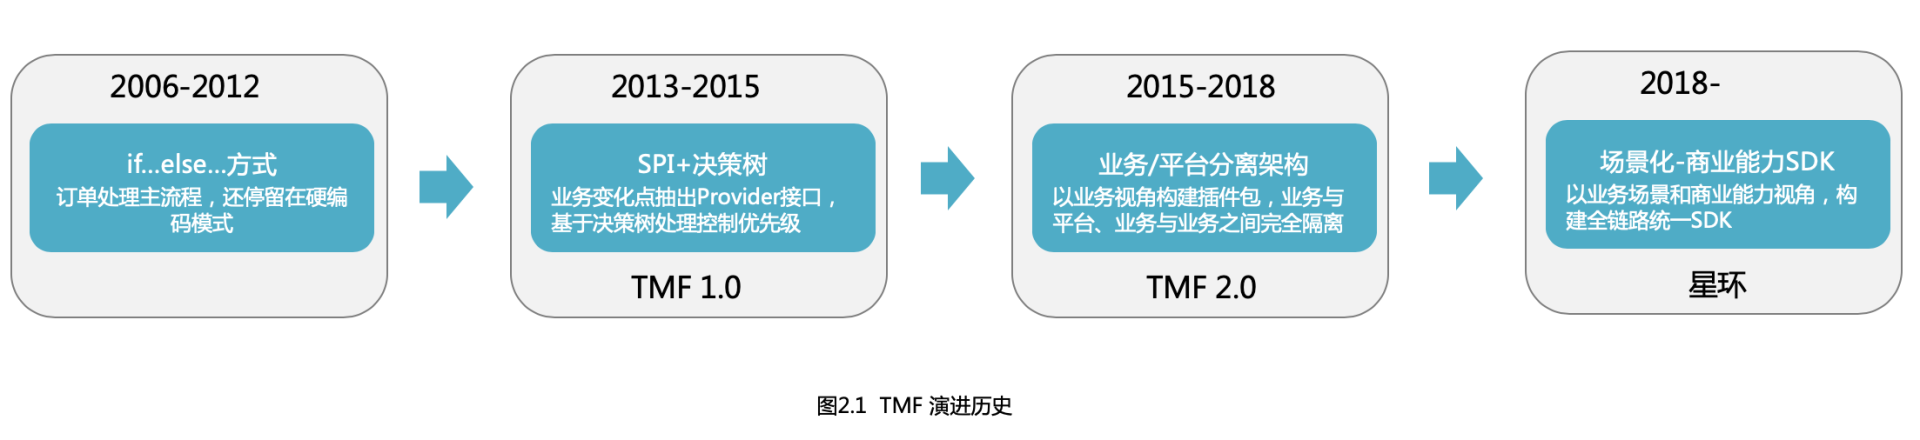 2006-2012
if...else...方式
订单处理主流程，还停留在硬编
码模式
2013-2015
SPI+决策树
业务变化点抽出Provider接口，
基于决策树处理控制优先级
TMF 1.0
2015-2018
业务/平台分离架构
以业务视角构建插件包，业务与
平台、业务与业务之间完全隔离
TMF 2.0
2018-
场景化-商业能力SDK
以业务场景和商业能力视角，构
建全链路统一SDK
星环
图2.1 TMF 演进历史